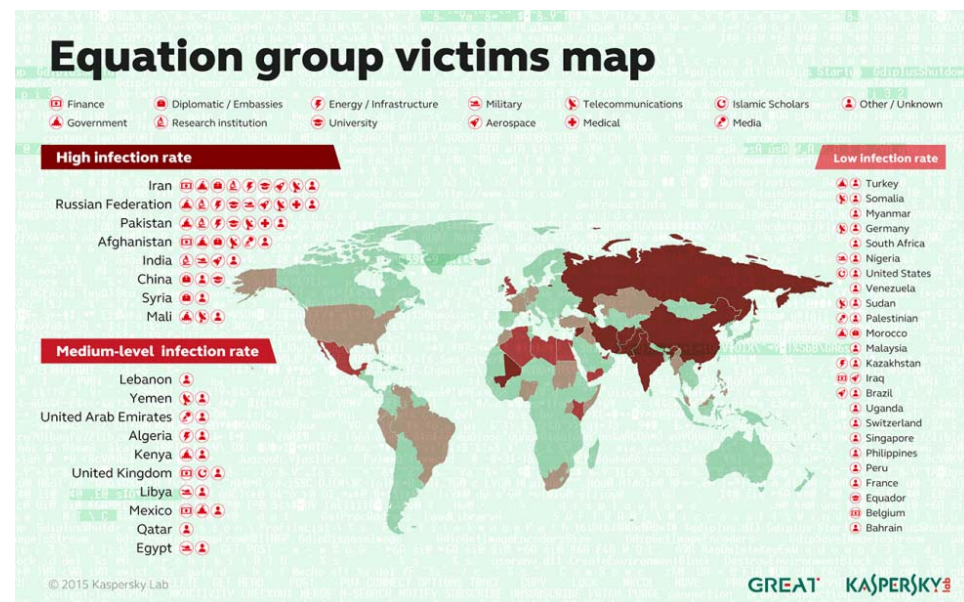 Equation group victims map
Finance
Diplomatic / Embassies
Energy / Infrastructure
Military
Telecommunications
Islamic Scholars
Other / Unknown
Government
Research institution
University
Aerospace
Medical
Media
High infection rate
Iran
Russian Federation
Pakistan
Afghanistan
India
China
Syria
Mali
Medium-level infection rate
Lebanon
Yemen
United Arab Emirates
Algeria
Kenya
United Kingdom
Libya
Mexico
Qatar
Egypt
Low infection rate
Turkey
Somalia
Myanmar
Germany
South Africa
Nigeria
United States
Venezuela
Sudan
Palestinian
Morocco
Malaysia
Kazakhstan
Iraq
Brazil
Uganda
Switzerland
Singapore
Philippines
Peru
France
Equador
Belgium
Bahrain
© 2015 Kaspersky Lab
GREAT
KASPERSKY lab